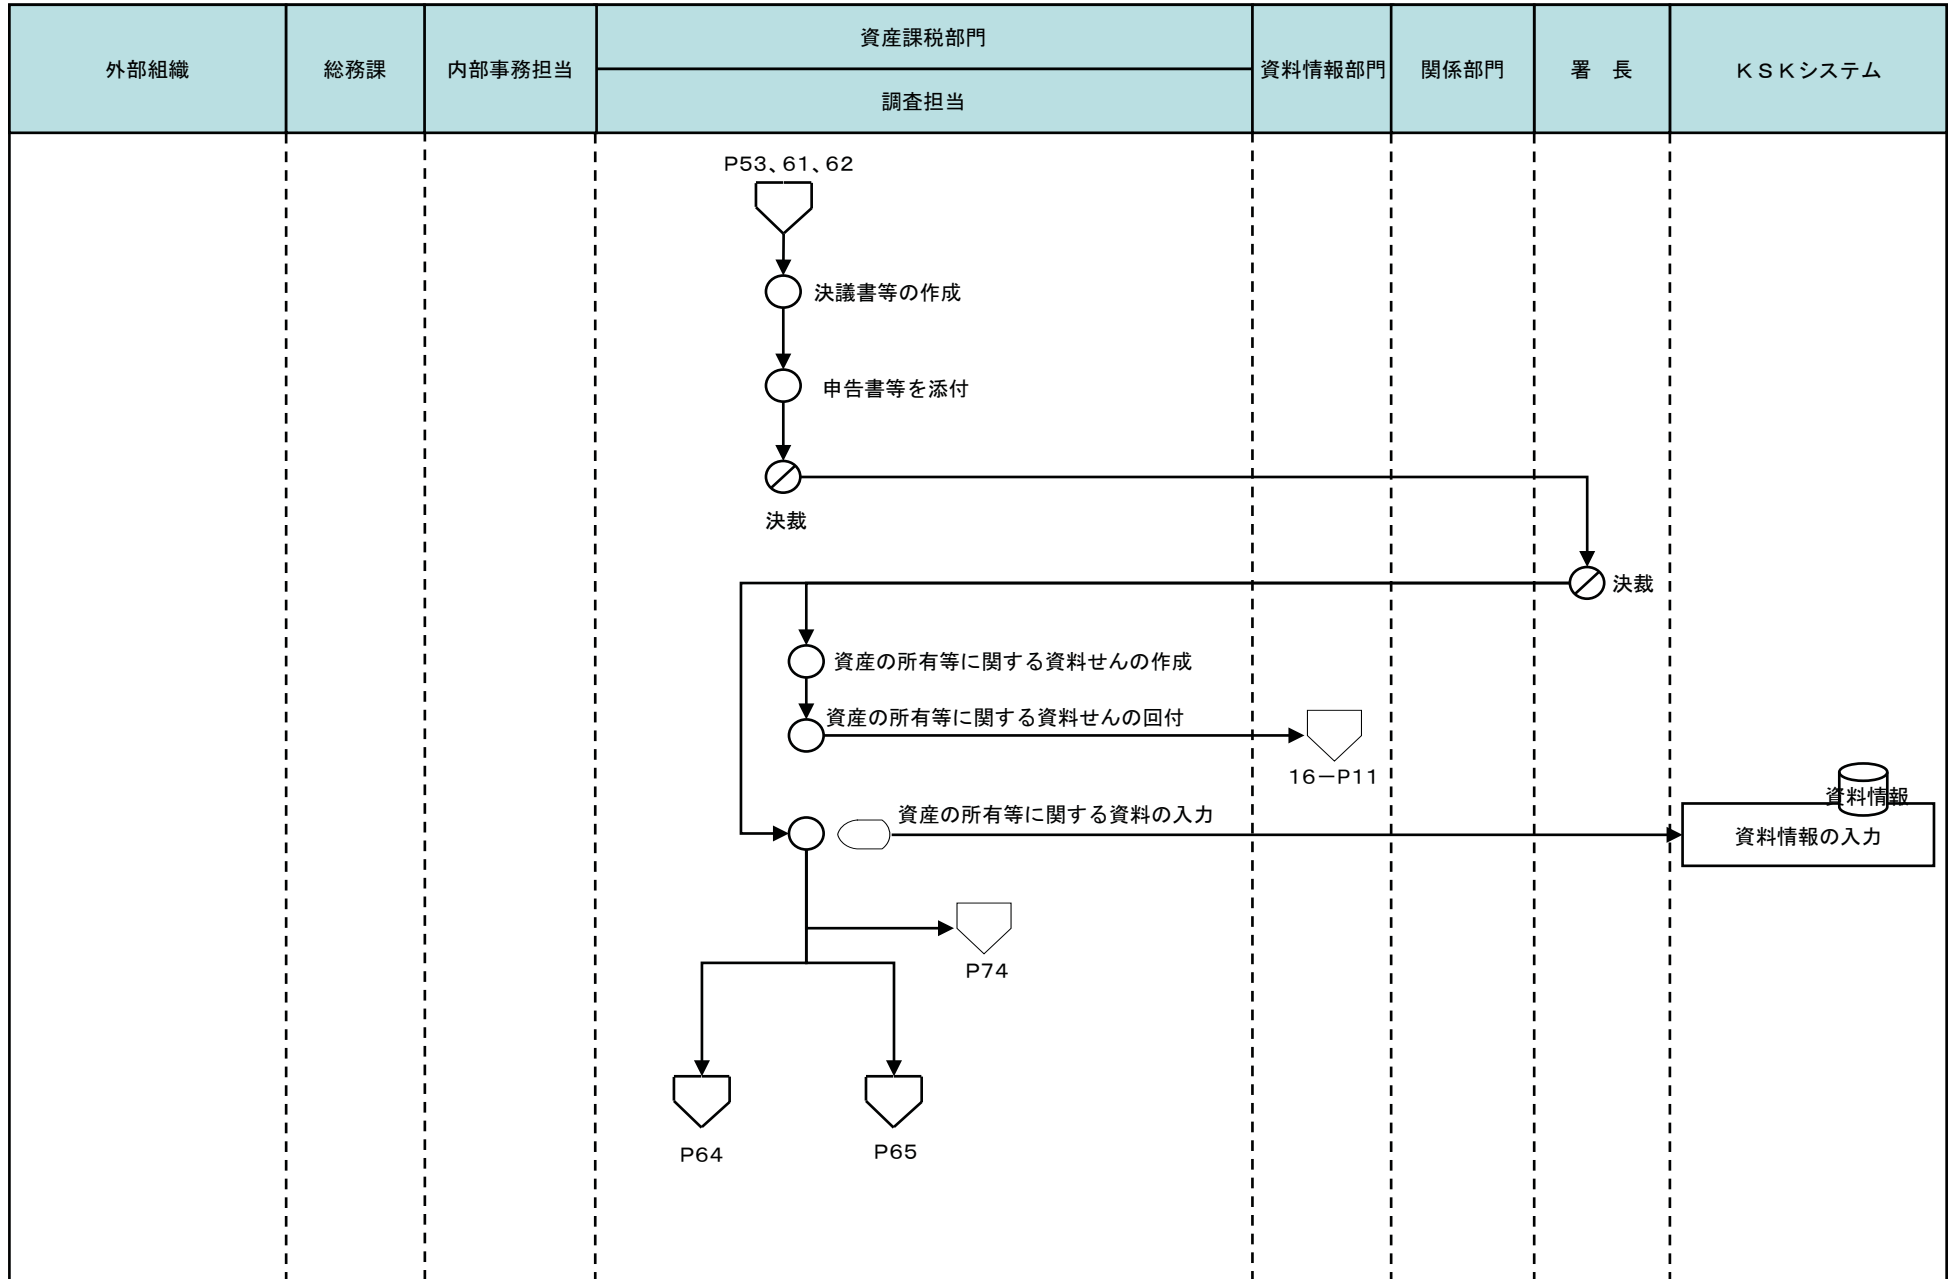 外部組織
総務課
内部事務担当
資産課税部門
調査担当
資料情報部門
関係部門
署　長
ＫＳＫシステム
P53、61、62
決議書等の作成
申告書等を添付
決裁
決裁
資産の所有等に関する資料せんの作成
資産の所有等に関する資料せんの回付
16－P11
資料情報
資産の所有等に関する資料の入力
資料情報の入力
P74
P64
P65